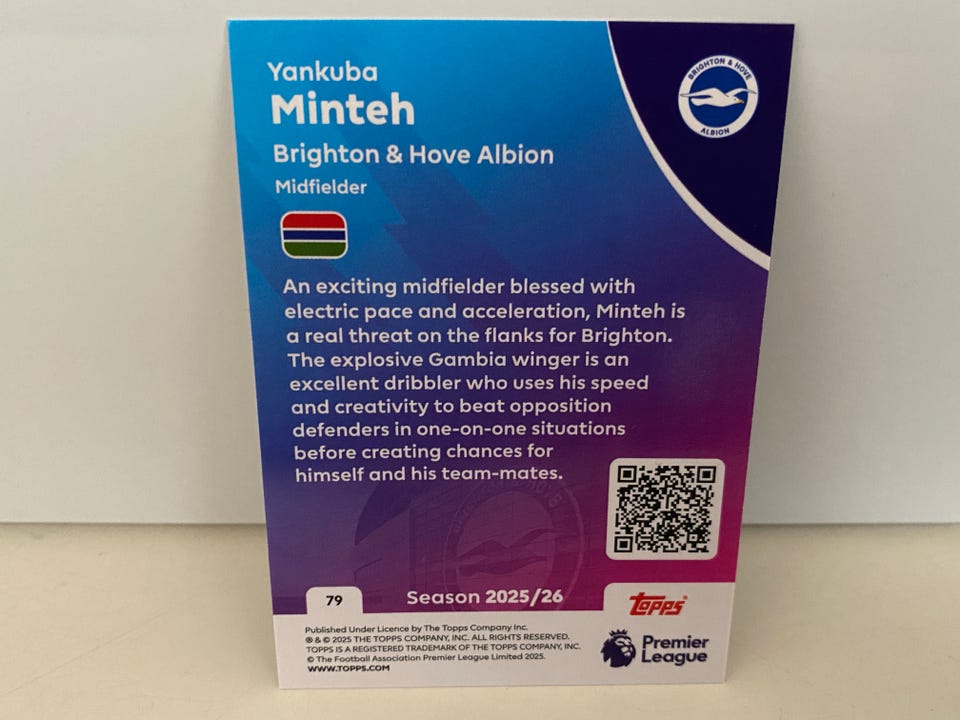 Yankuba
Minteh
Brighton & Hove Albion
Midfielder
BRIGHTON & HOVE
ALBION
An exciting midfielder blessed with
electric pace and acceleration, Minteh is
a real threat on the flanks for Brighton.
The explosive Gambia winger is an
excellent dribbler who uses his speed
and creativity to beat opposition
defenders in one-on-one situations
before creating chances for
himself and his team-mates.
79
Season 2025/26
Topps®
Published Under Licence by The Topps Company Inc.
® & © 2025 THE TOPPS COMPANY, INC. ALL RIGHTS RESERVED.
TOPPS IS A REGISTERED TRADEMARK OF THE TOPPS COMPANY, INC.
© The Football Association Premier League Limited 2025.
WWW.TOPPS.COM
Premier
League